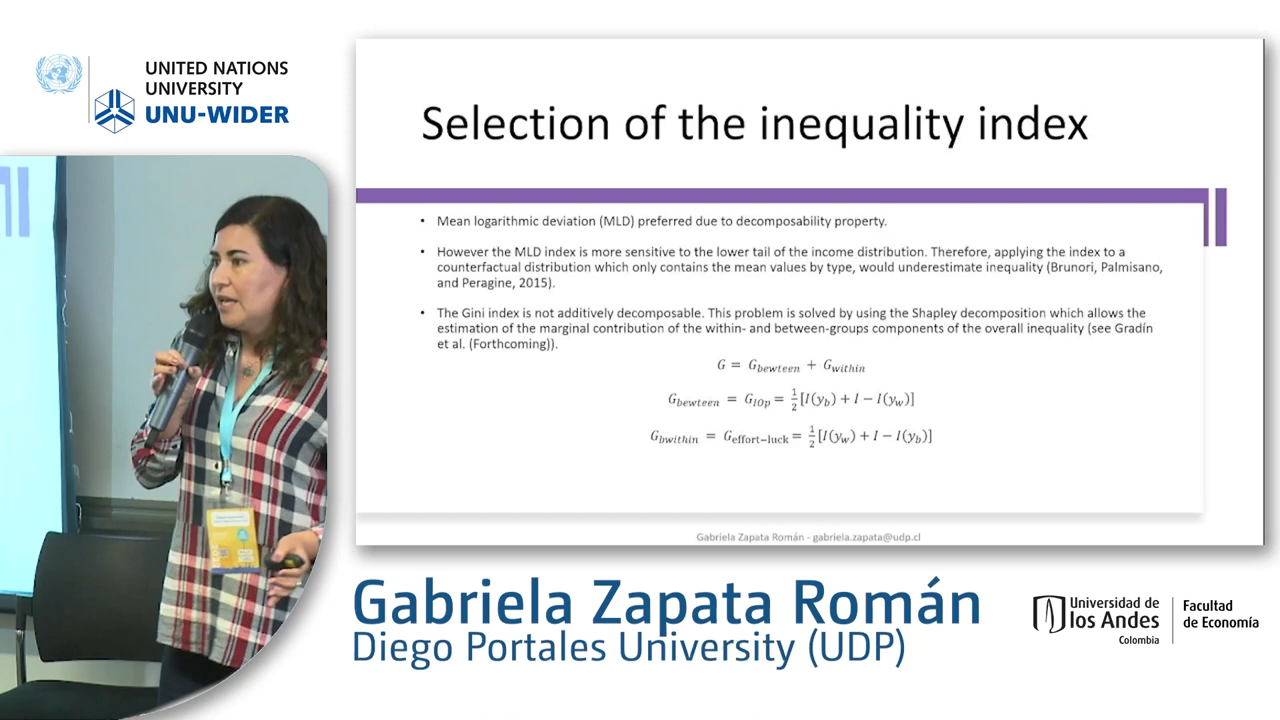 UNITED NATIONS
UNIVERSITY
UNU-WIDER
Selection of the inequality index
• Mean logarithmic deviation (MLD) preferred due to decomposability property.
• However the MLD index is more sensitive to the lower tail of the income distribution. Therefore, applying the index to a
counterfactual distribution which only contains the mean values by type, would underestimate inequality (Brunori, Palmisano,
and Peragine, 2015).
• The Gini index is not additively decomposable. This problem is solved by using the Shapley decomposition which allows the
estimation of the marginal contribution of the within- and between-groups components of the overall inequality (see Gradín
et al. (Forthcoming)).
G = G_bewteen + G_within
G_bewteen = G_IOp = 1/2 [I(y_b) + I − I(y_w)]
G_bwithin = G_effort−luck = 1/2 [I(y_w) + I − I(y_b)]
Gabriela Zapata Román - gabriela.zapata@udp.cl
Gabriela Zapata Román
Diego Portales University (UDP)
Universidad de
los Andes
Colombia
Facultad
de Economía